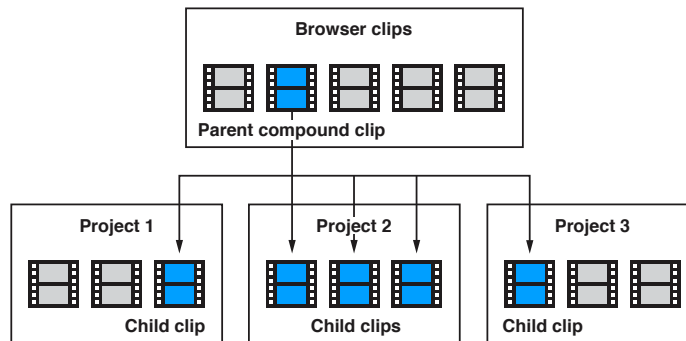 Browser clips
Parent compound clip
Project 1
Project 2
Project 3
Child clip
Child clips
Child clip